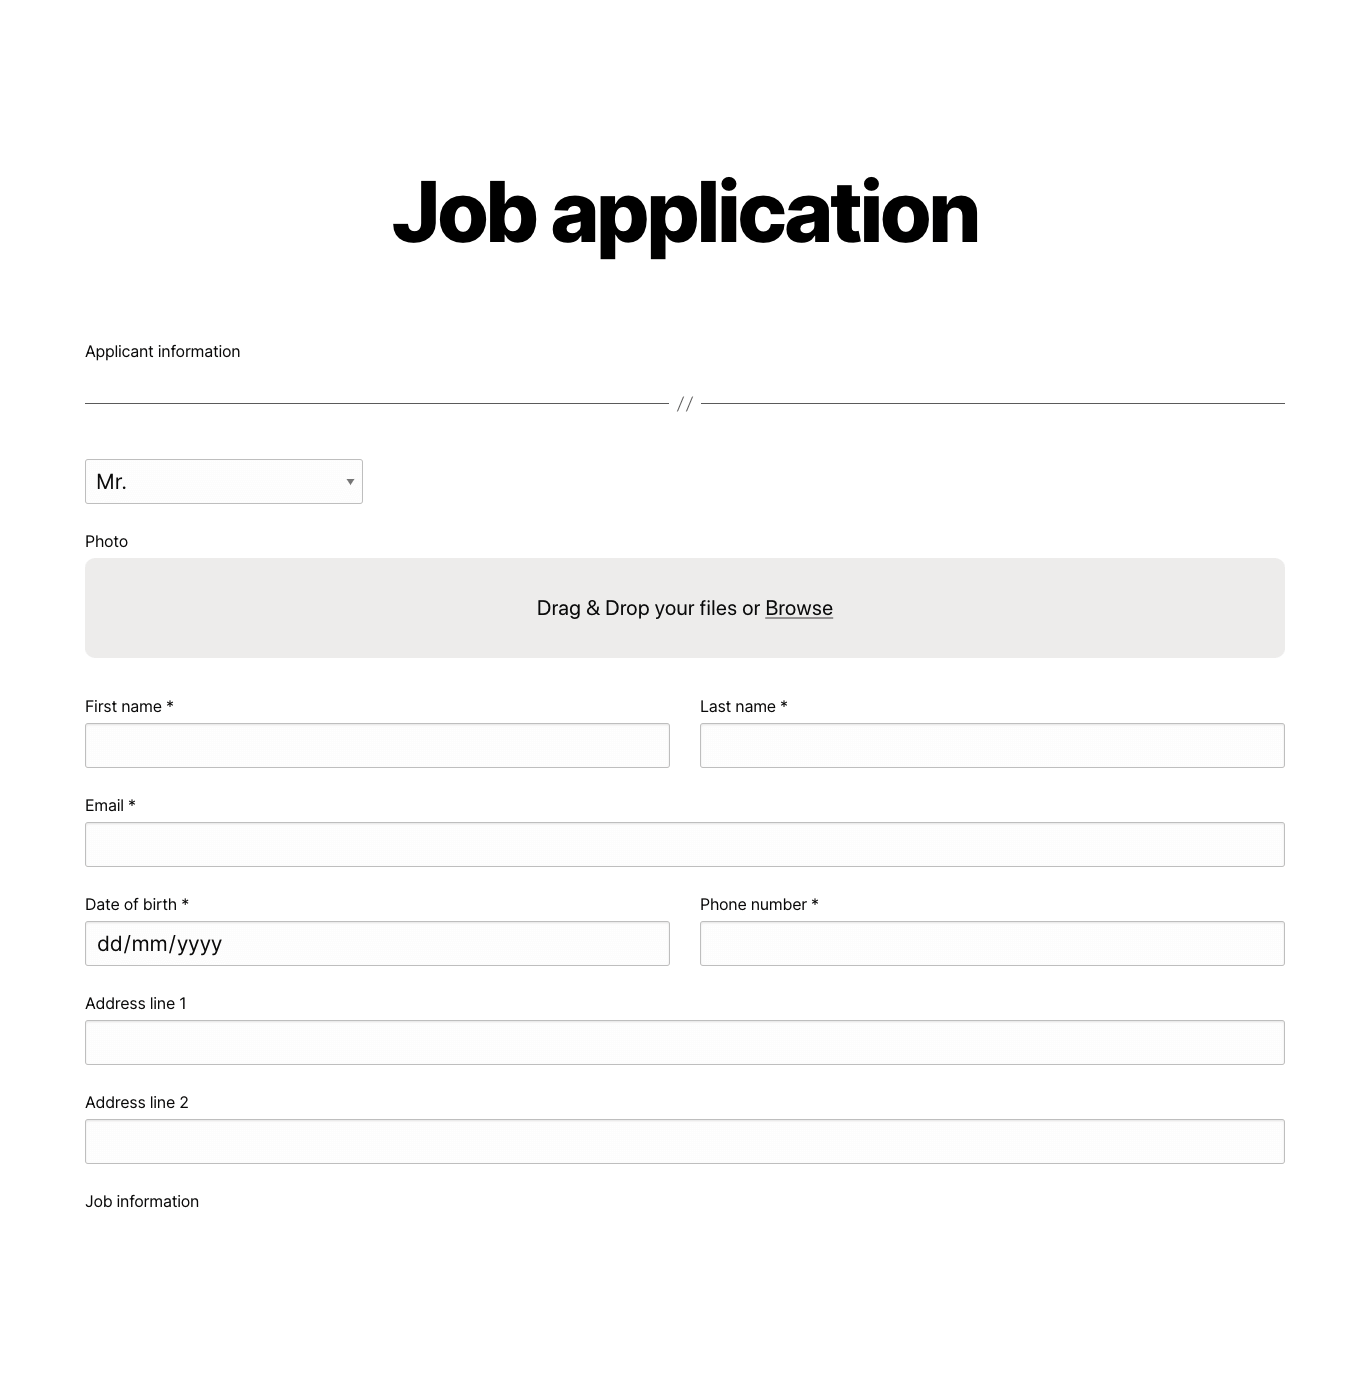 Job application
Applicant information
//
Mr.
Photo
Drag & Drop your files or Browse
First name *
Last name *
Email *
Date of birth *
Phone number *
dd/mm/yyyy
Address line 1
Address line 2
Job information